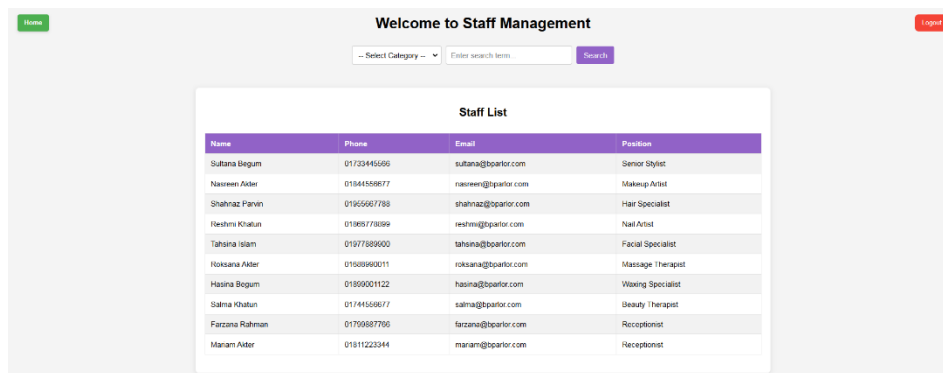 Home
Welcome to Staff Management
Logout
-- Select Category --
Enter search term...
Search
Staff List
Name Phone Email Position
Sultana Begum 01733445566 sultana@bparlor.com Senior Stylist
Nasreen Akter 01844556677 nasreen@bparlor.com Makeup Artist
Shahnaz Parvin 01955667788 shahnaz@bparlor.com Hair Specialist
Reshmi Khatun 01866778899 reshmi@bparlor.com Nail Artist
Tahsina Islam 01977889900 tahsina@bparlor.com Facial Specialist
Roksana Akter 01688990011 roksana@bparlor.com Massage Therapist
Hasina Begum 01899001122 hasina@bparlor.com Waxing Specialist
Salma Khatun 01744556677 salma@bparlor.com Beauty Therapist
Farzana Rahman 01799887766 farzana@bparlor.com Receptionist
Mariam Akter 01811223344 mariam@bparlor.com Receptionist